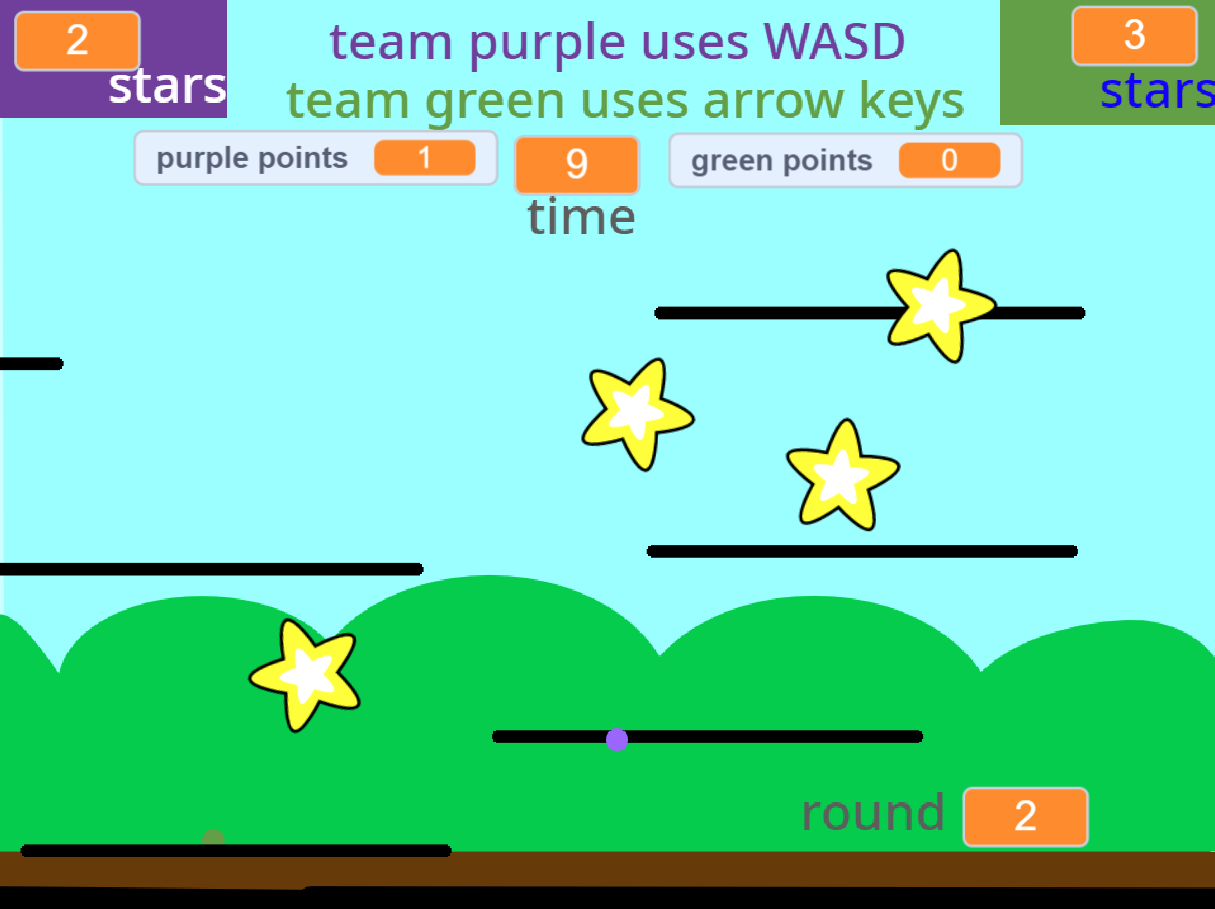 2
stars
team purple uses WASD
team green uses arrow keys
3
stars
purple points 1
9
time
green points 0
round 2